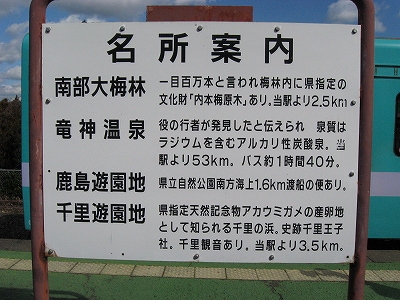 名所案内
南部大梅林 一目百万本と言われ梅林内に県指定の
文化財「内本梅原木」あり。当駅より2.5km
竜神温泉 役の行者が発見したと伝えられ 泉質は
ラジウムを含むアルカリ性炭酸泉。当
駅より53km。バス約1時間40分。
鹿島遊園地 県立自然公園南方海上1.6km渡船の便あり。
千里遊園地 県指定天然記念物アカウミガメの産卵地
として知られる千里の浜。史跡千里王子
社。千里観音あり。当駅より3.5km。